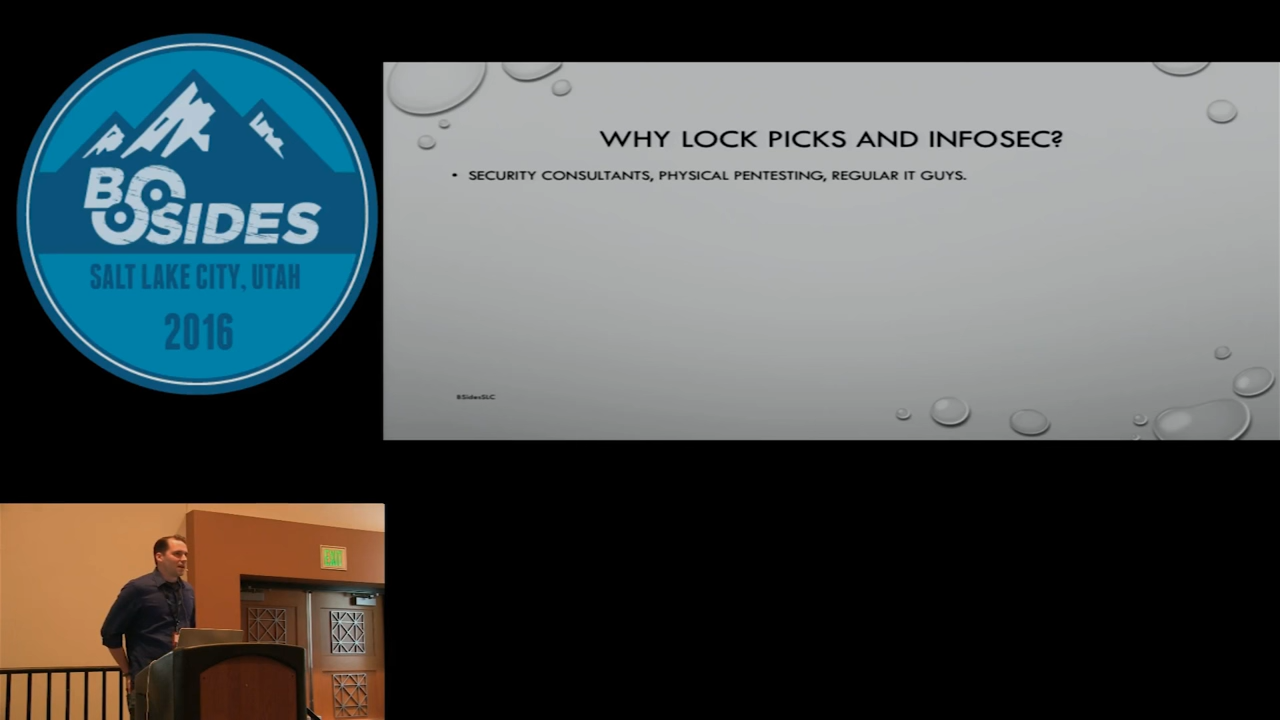 BSIDES
SALT LAKE CITY, UTAH
2016
WHY LOCK PICKS AND INFOSEC?
• SECURITY CONSULTANTS, PHYSICAL PENTESTING, REGULAR IT GUYS.
BSidesSLC
EXIT